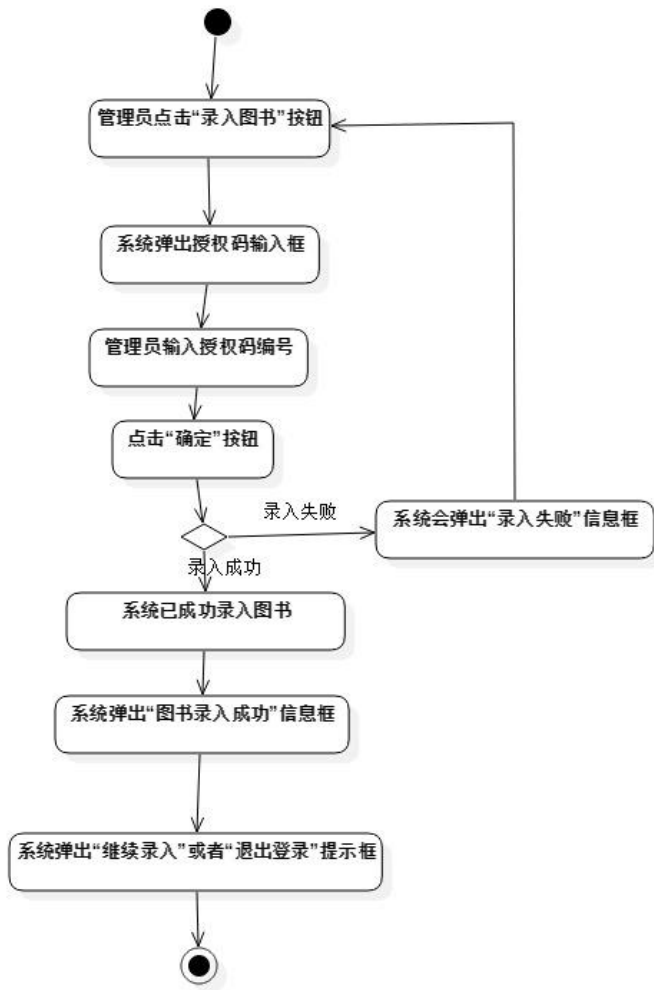 管理员点击“录入图书”按钮
系统弹出授权码输入框
管理员输入授权码编号
点击“确定”按钮
录入失败
系统会弹出“录入失败”信息框
录入成功
系统已成功录入图书
系统弹出“图书录入成功”信息框
系统弹出“继续录入”或者“退出登录”提示框